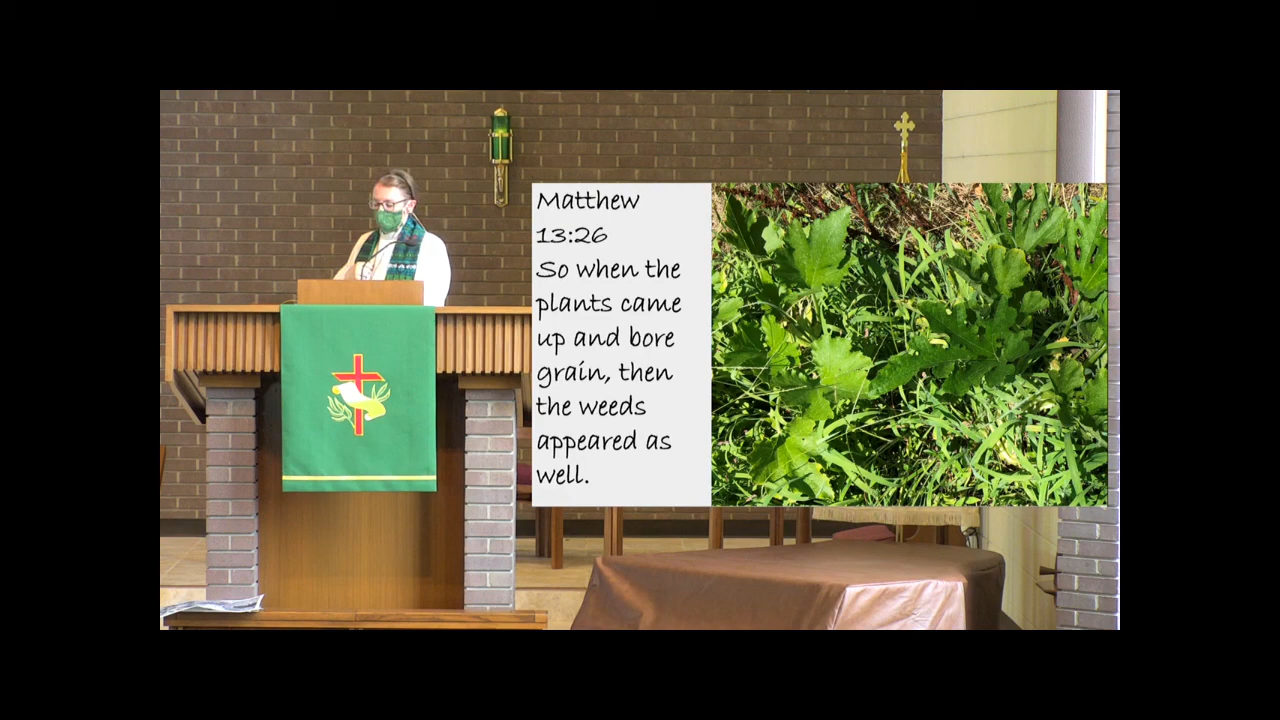 Matthew
13:26
So when the
plants came
up and bore
grain, then
the weeds
appeared as
well.